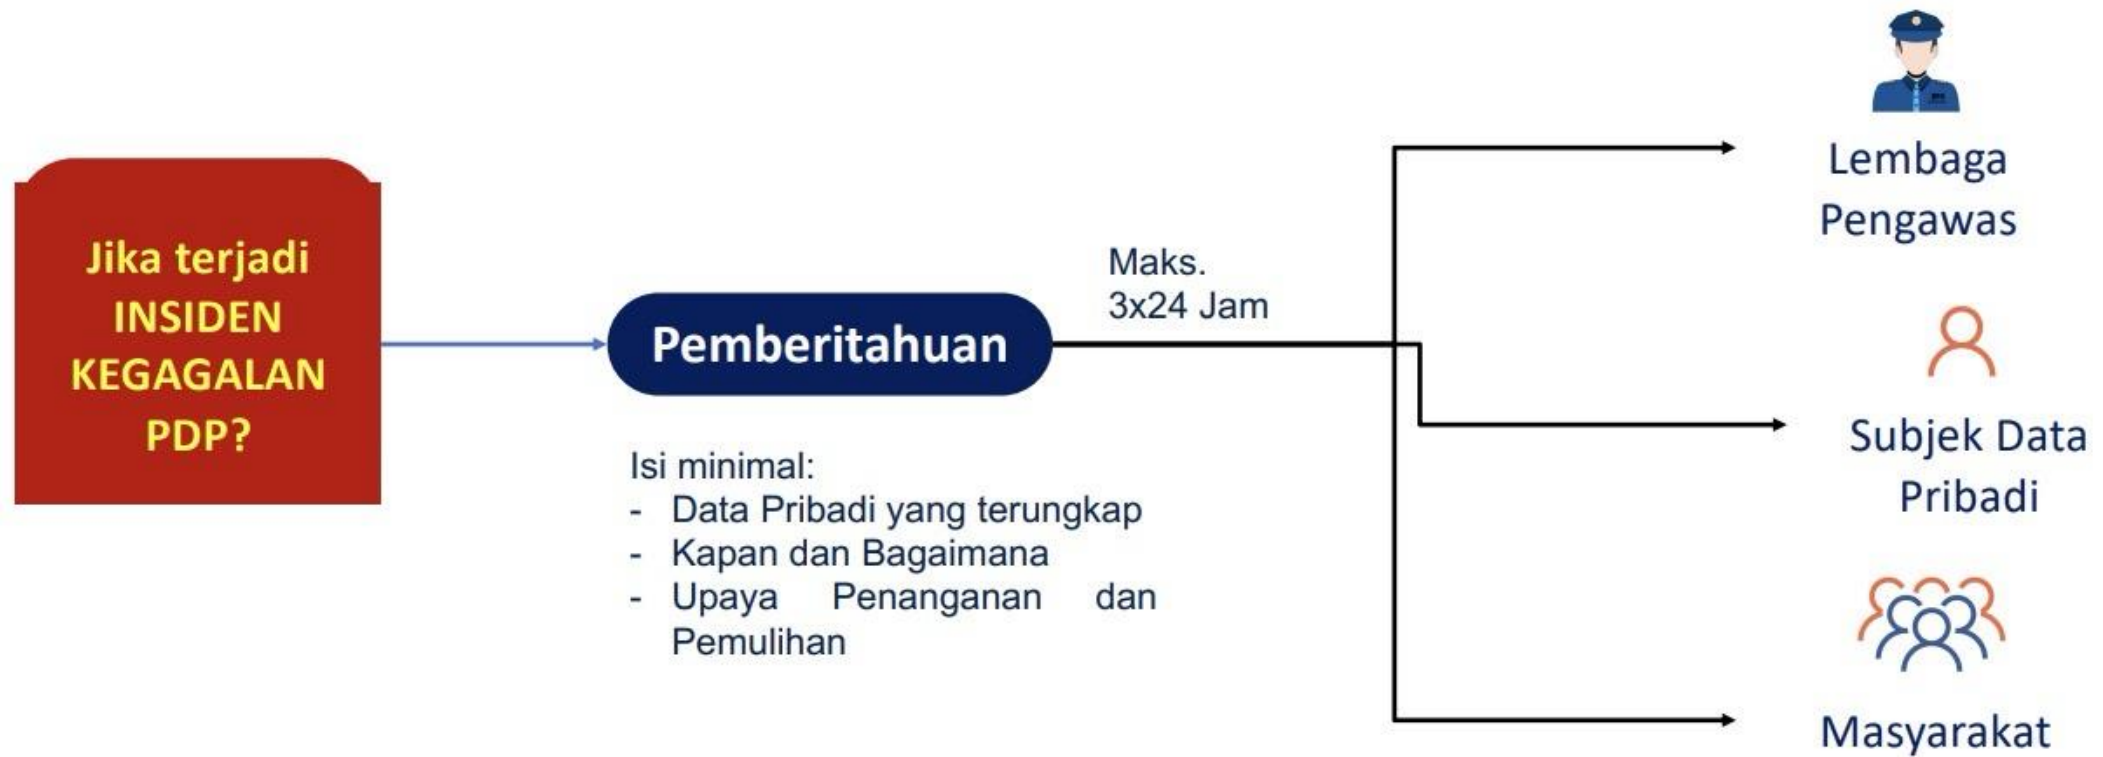 Jika terjadi
INSIDEN
KEGAGALAN
PDP?
Pemberitahuan
Isi minimal:
- Data Pribadi yang terungkap
- Kapan dan Bagaimana
- Upaya Penanganan dan
Pemulihan
Maks.
3x24 Jam
Lembaga
Pengawas
Subjek Data
Pribadi
Masyarakat